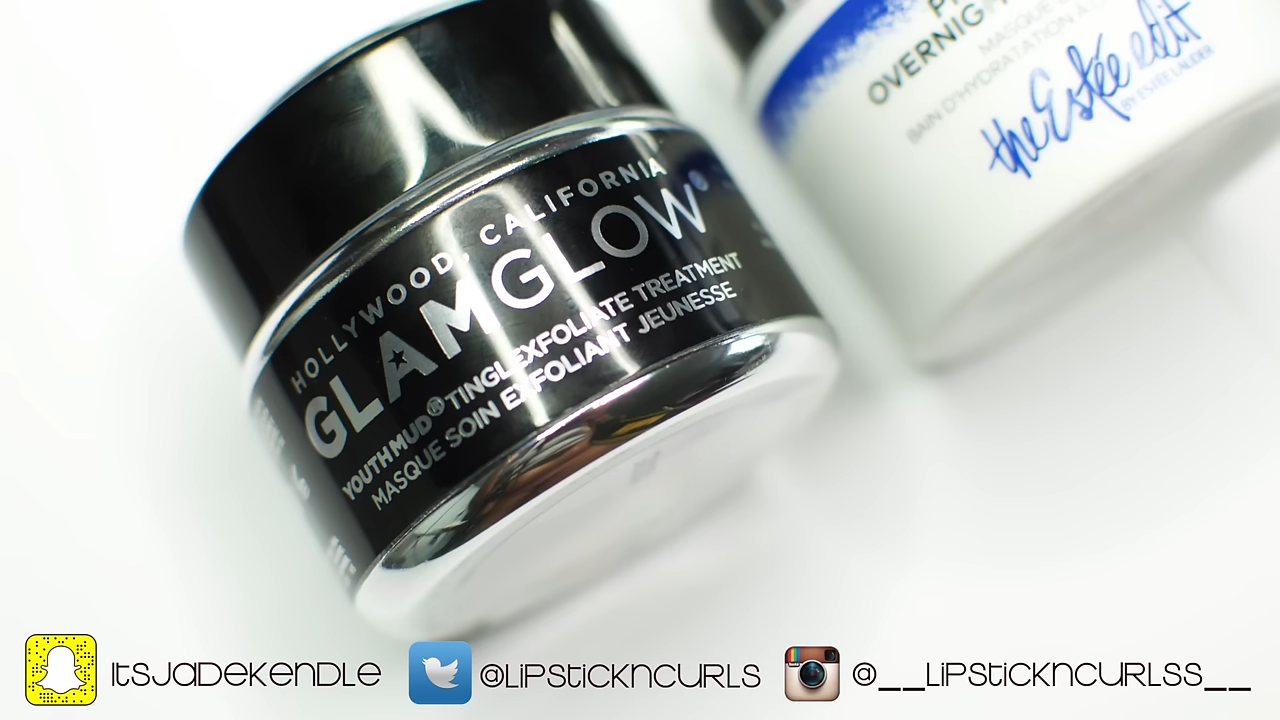 HOLLYWOOD, CALIFORNIA
GLAMGLOW®
YOUTHMUD® TINGLEXFOLIATE TREATMENT
MASQUE SOIN EXFOLIANT JEUNESSE
OVERNIG
MASQUE
BAIN D'HYDRATATION À
the Estée edit
BY ESTÉE LAUDER
ITSJADEKENDLE
@LIPSTICKNCURLS
@__LIPSTICKNCURLSS__